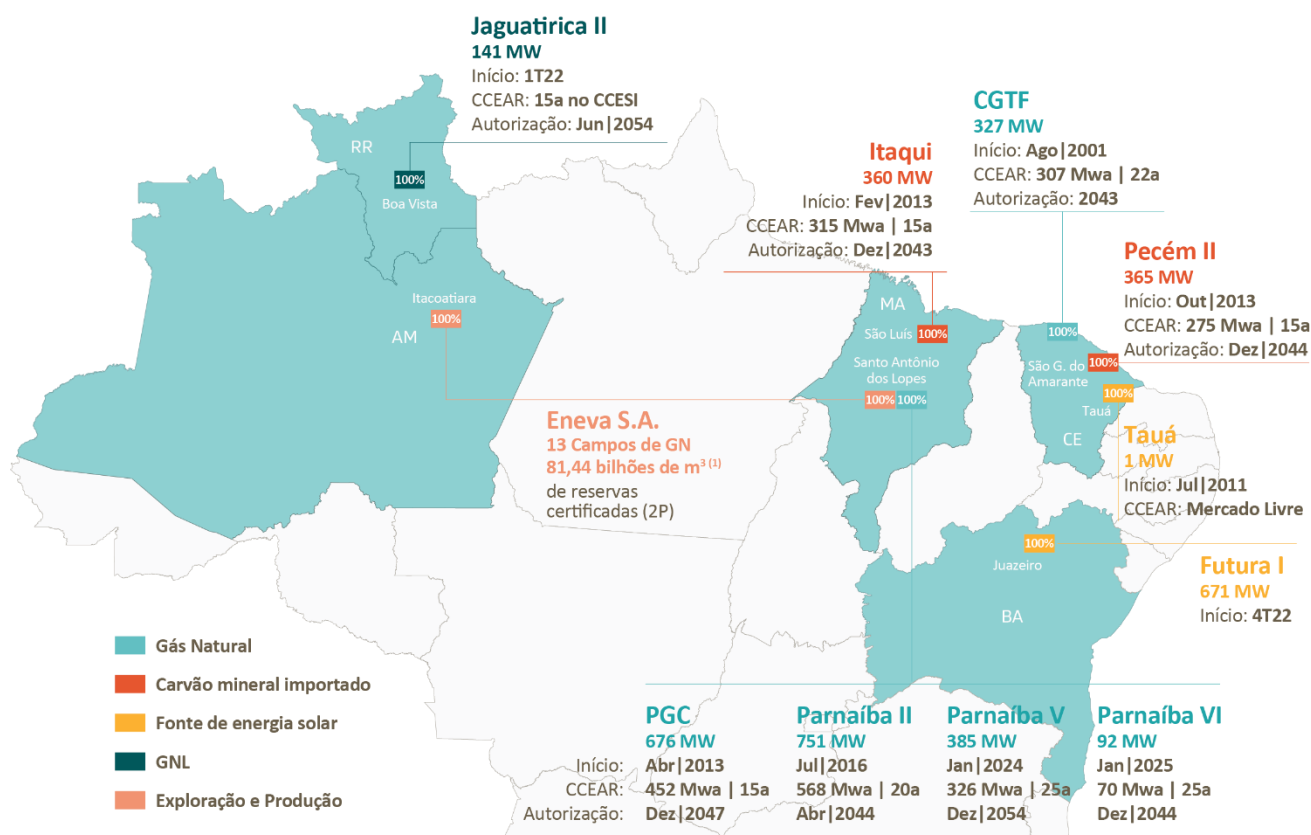 Jaguatirica II
141 MW
Início: 1T22
CCEAR: 15a no CCESI
Autorização: Jun|2054
CGTF
327 MW
Início: Ago|2001
CCEAR: 307 Mwa | 22a
Autorização: 2043
Itaqui
360 MW
Início: Fev|2013
CCEAR: 315 Mwa | 15a
Autorização: Dez|2043
Pecém II
365 MW
Início: Out|2013
CCEAR: 275 Mwa | 15a
Autorização: Dez|2044
RR
100%
Boa Vista
Itacoatiara
100%
AM
MA
São Luís
100%
Santo Antônio
dos Lopes
100%
100%
100%
100%
São G. do
Amarante
100%
Tauá
CE
Eneva S.A.
13 Campos de GN
81,44 bilhões de m³ ⁽¹⁾
de reservas
certificadas (2P)
Tauá
1 MW
Início: Jul|2011
CCEAR: Mercado Livre
100%
Juazeiro
BA
Futura I
671 MW
Início: 4T22
Gás Natural
Carvão mineral importado
Fonte de energia solar
GNL
Exploração e Produção
PGC
676 MW
Início: Abr|2013
CCEAR: 452 Mwa | 15a
Autorização: Dez|2047
Parnaíba II
751 MW
Jul|2016
568 Mwa | 20a
Abr|2044
Parnaíba V
385 MW
Jan|2024
326 Mwa | 25a
Dez|2054
Parnaíba VI
92 MW
Jan|2025
70 Mwa | 25a
Dez|2044